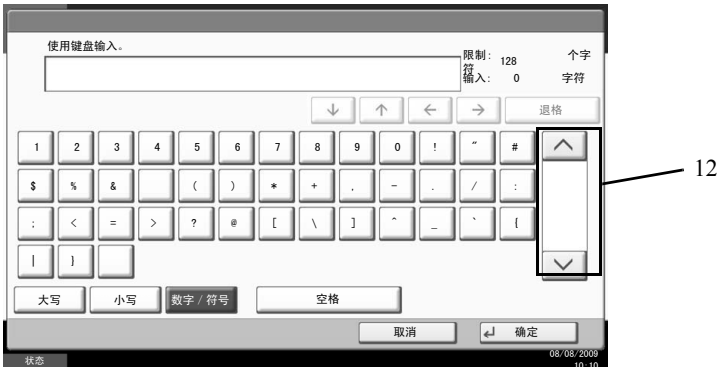 使用键盘输入。
限制: 128 个字符
输入: 0 字符
↓ ↑ ← → 退格
1 2 3 4 5 6 7 8 9 0 ! " #
$ % & ( ) * + , - . / :
; < = > ? @ [ \ ] ^ _ ` {
| }
12
大写 小写 数字 / 符号 空格
取消 确定
状态
08/08/2009
10:10